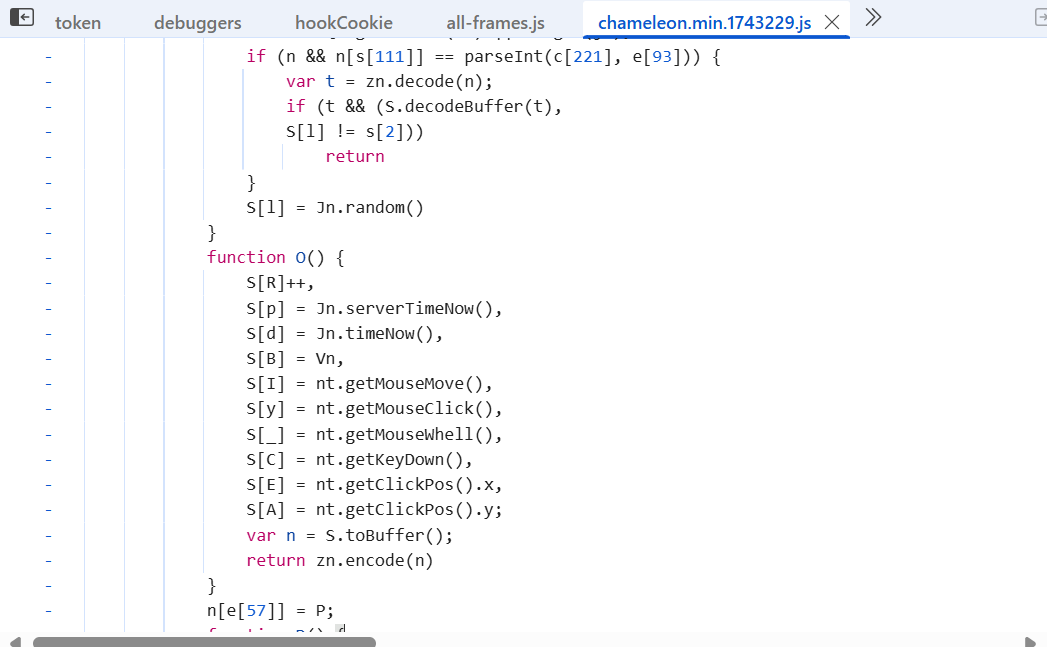 token debuggers hookCookie all-frames.js chameleon.min.1743229.js
if (n && n[s[111]] == parseInt(c[221], e[93])) {
var t = zn.decode(n);
if (t && (S.decodeBuffer(t),
S[l] != s[2]))
return
}
S[l] = Jn.random()
}
function O() {
S[R]++,
S[p] = Jn.serverTimeNow(),
S[d] = Jn.timeNow(),
S[B] = Vn,
S[I] = nt.getMouseMove(),
S[y] = nt.getMouseClick(),
S[_] = nt.getMouseWhell(),
S[C] = nt.getKeyDown(),
S[E] = nt.getClickPos().x,
S[A] = nt.getClickPos().y;
var n = S.toBuffer();
return zn.encode(n)
}
n[e[57]] = P;